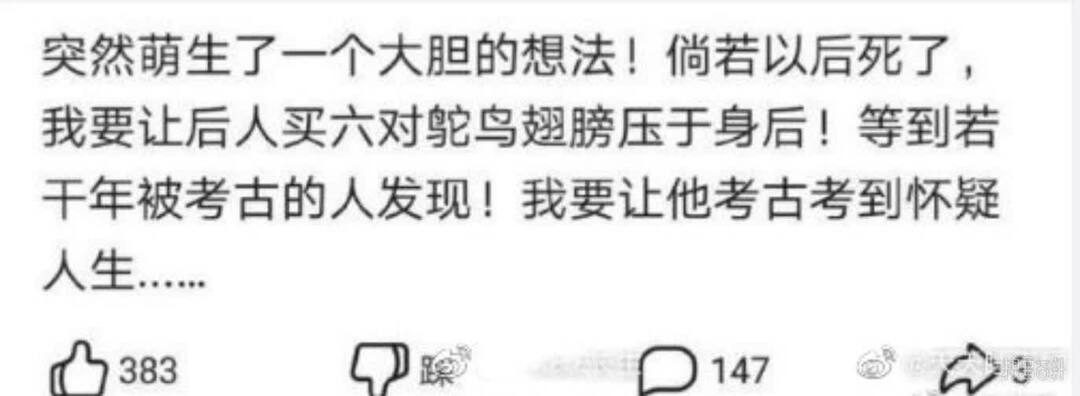 突然萌生了一个大胆的想法！倘若以后死了，
我要让后人买六对鸵鸟翅膀压于身后！等到若
干年被考古的人发现！我要让他考古考到怀疑
人生……
383 踩 147 3